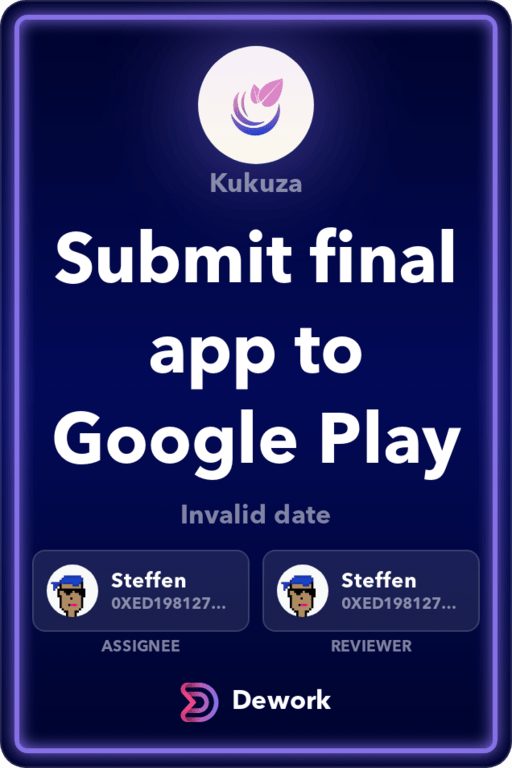 Kukuza
Submit final
app to
Google Play
Invalid date
Steffen
0XED198127...
ASSIGNEE
Steffen
0XED198127...
REVIEWER
Dework